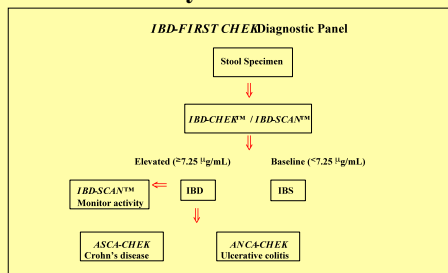 IBD-FIRST CHEK Diagnostic Panel
Stool Specimen
IBD-CHEK™ / IBD-SCAN™
Elevated (≥7.25 µg/mL) Baseline (<7.25 µg/mL)
IBD-SCAN™
Monitor activity
IBD
IBS
ASCA-CHEK
Crohn's disease
ANCA-CHEK
Ulcerative colitis